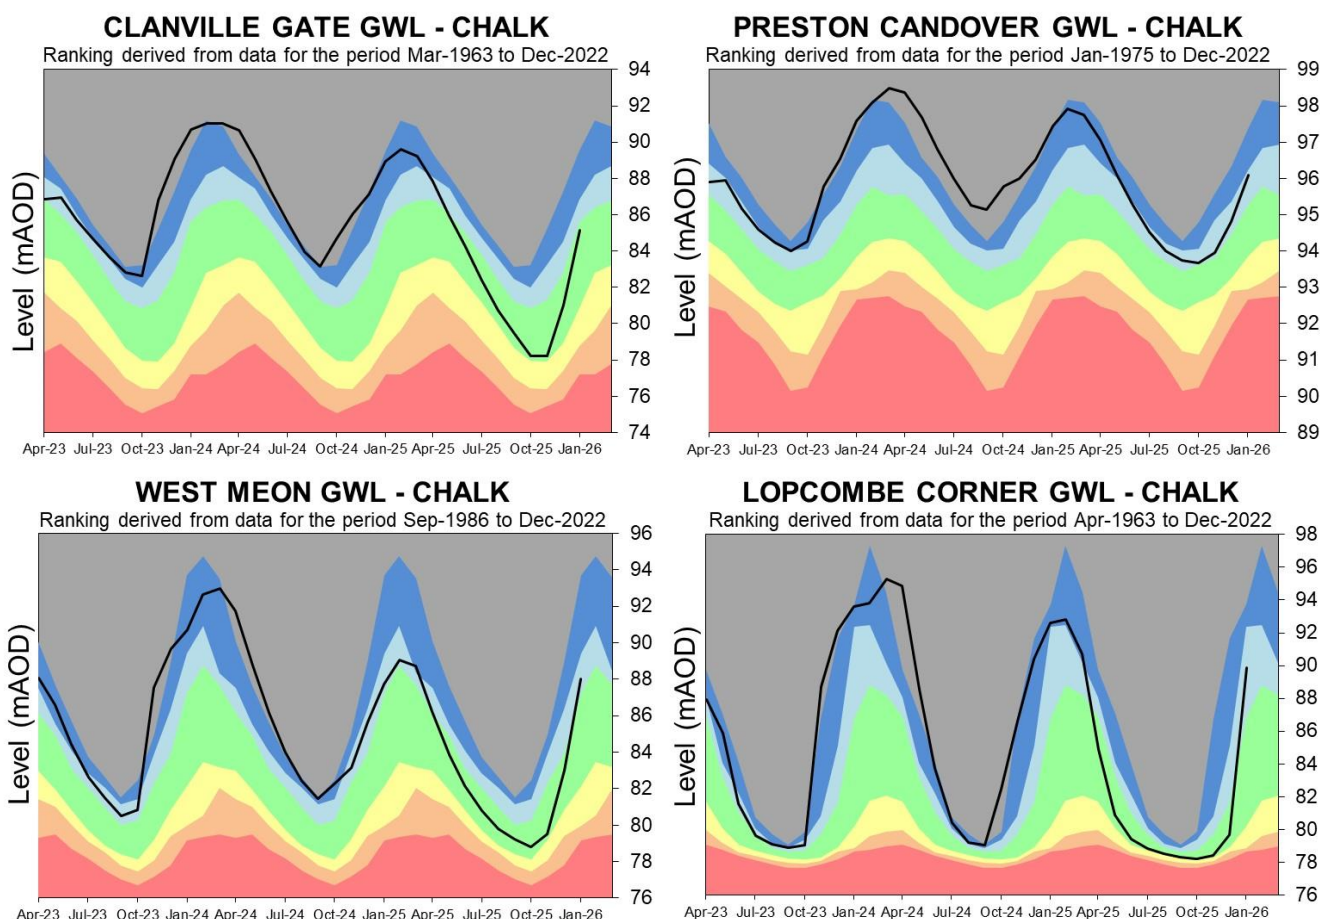 CLANVILLE GATE GWL - CHALK
Ranking derived from data for the period Mar-1963 to Dec-2022
Level (mAOD)
94
92
90
88
86
84
82
80
78
76
74
Apr-23 Jul-23 Oct-23 Jan-24 Apr-24 Jul-24 Oct-24 Jan-25 Apr-25 Jul-25 Oct-25 Jan-26
PRESTON CANDOVER GWL - CHALK
Ranking derived from data for the period Jan-1975 to Dec-2022
Level (mAOD)
99
98
97
96
95
94
93
92
91
90
89
Apr-23 Jul-23 Oct-23 Jan-24 Apr-24 Jul-24 Oct-24 Jan-25 Apr-25 Jul-25 Oct-25 Jan-26
WEST MEON GWL - CHALK
Ranking derived from data for the period Sep-1986 to Dec-2022
Level (mAOD)
96
94
92
90
88
86
84
82
80
78
76
Apr-23 Jul-23 Oct-23 Jan-24 Apr-24 Jul-24 Oct-24 Jan-25 Apr-25 Jul-25 Oct-25 Jan-26
LOPCOMBE CORNER GWL - CHALK
Ranking derived from data for the period Apr-1963 to Dec-2022
Level (mAOD)
98
96
94
92
90
88
86
84
82
80
78
76
Apr-23 Jul-23 Oct-23 Jan-24 Apr-24 Jul-24 Oct-24 Jan-25 Apr-25 Jul-25 Oct-25 Jan-26